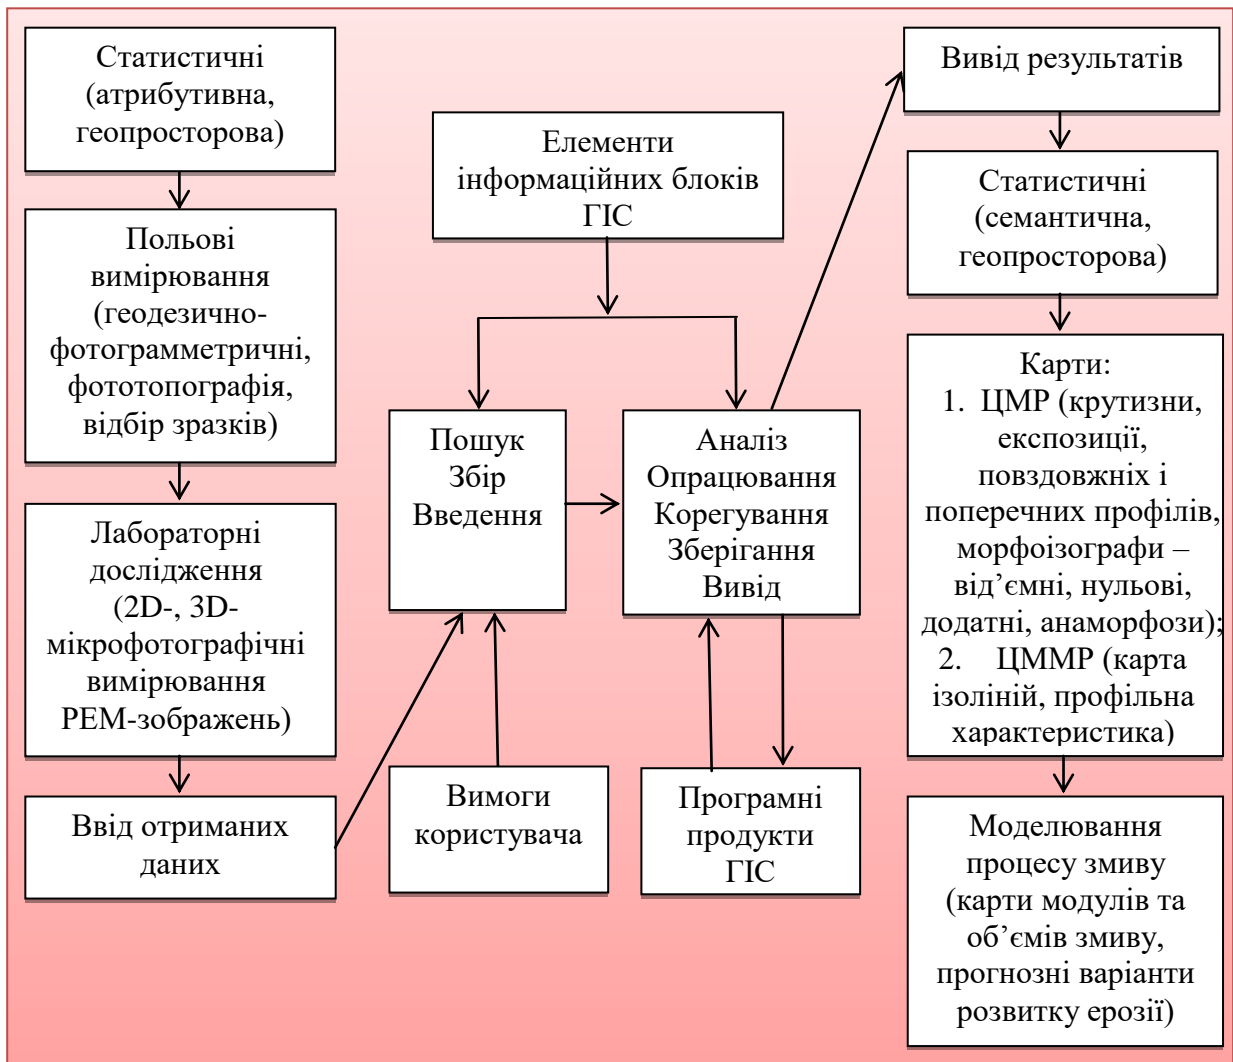 Статистичні
(атрибутивна,
геопросторова)
Польові
вимірювання
(геодезично-
фотограмметричні,
фототопографія,
відбір зразків)
Лабораторні
дослідження
(2D-, 3D-
мікрофотографічні
вимірювання
РЕМ-зображень)
Ввід отриманих
даних
Елементи
інформаційних блоків
ГІС
Пошук
Збір
Введення
Аналіз
Опрацювання
Корегування
Зберігання
Вивід
Вимоги
користувача
Програмні
продукти
ГІС
Вивід результатів
Статистичні
(семантична,
геопросторова)
Карти:
1. ЦМР (крутизни,
експозиції,
повздовжніх і
поперечних профілів,
морфоізографи –
від’ємні, нульові,
додатні, анаморфози);
2. ЦММР (карта
ізоліній, профільна
характеристика)
Моделювання
процесу змиву
(карти модулів та
об’ємів змиву,
прогнозні варіанти
розвитку ерозії)